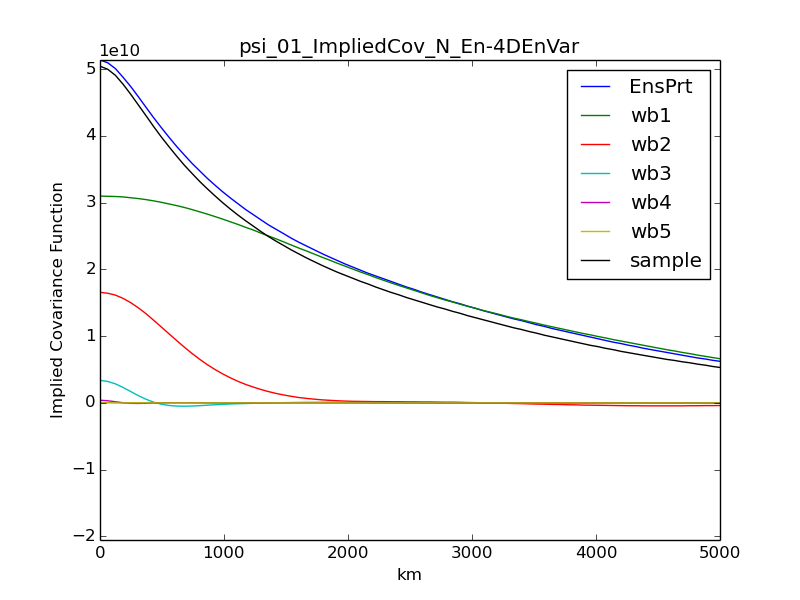 psi_01_ImpliedCov_N_En-4DEnVar
1e10
5
4
3
2
1
0
−1
−2
Implied Covariance Function
0 1000 2000 3000 4000 5000
km
EnsPrt
wb1
wb2
wb3
wb4
wb5
sample